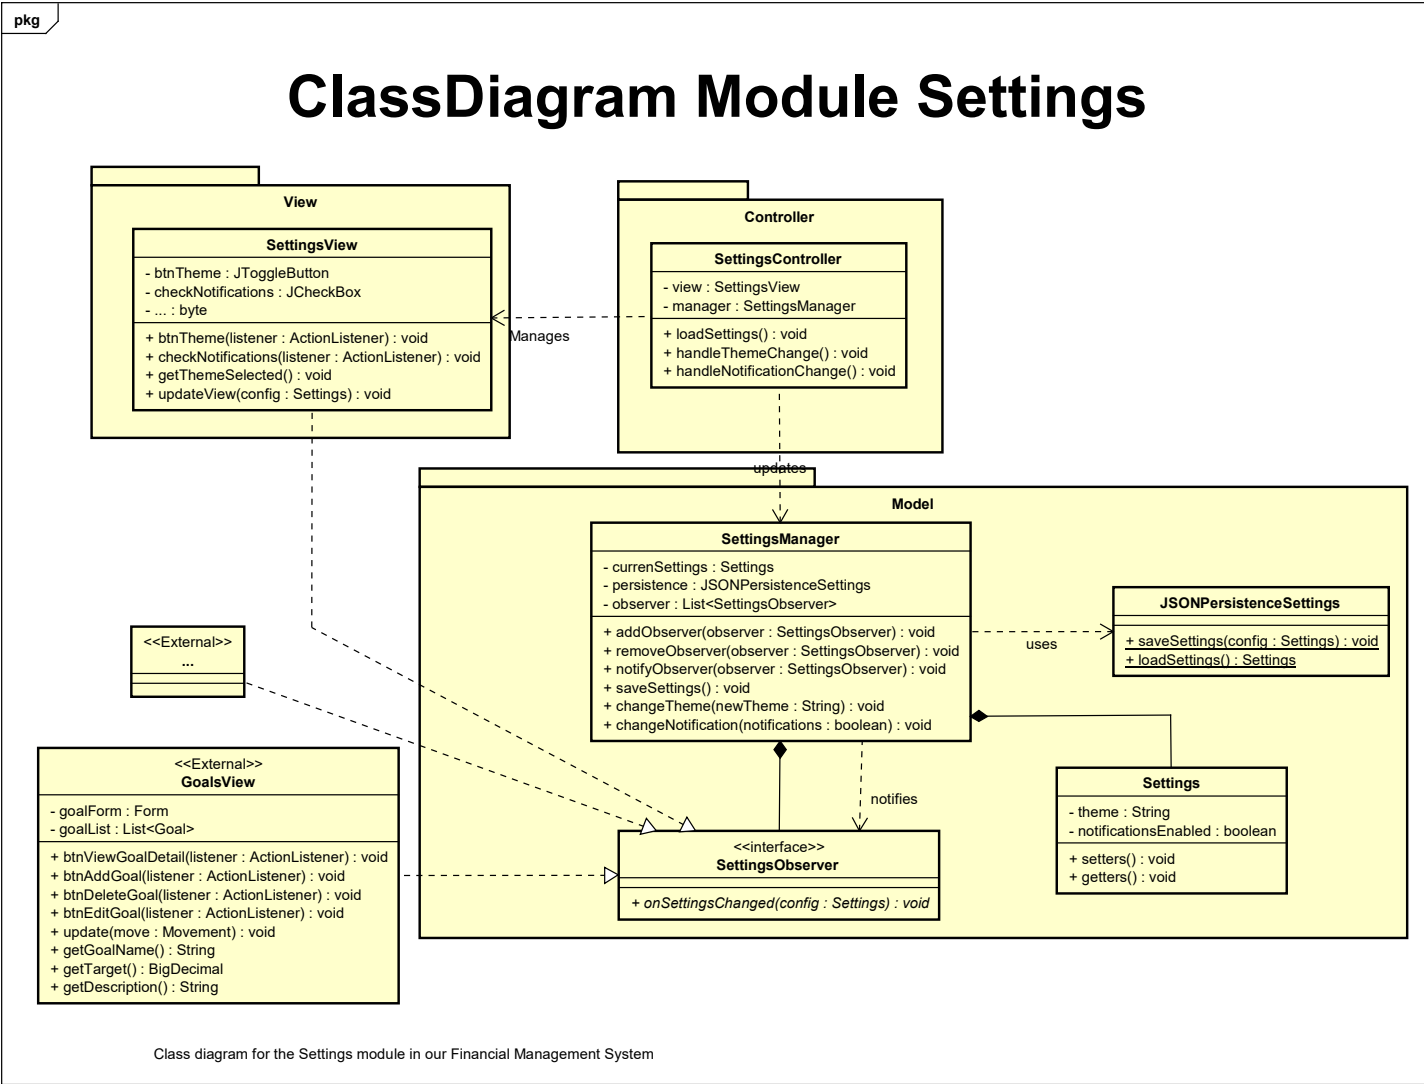 pkg
ClassDiagram Module Settings
View
SettingsView
- btnTheme : JToggleButton
- checkNotifications : JCheckBox
- ... : byte
+ btnTheme(listener : ActionListener) : void
+ checkNotifications(listener : ActionListener) : void
+ getThemeSelected() : void
+ updateView(config : Settings) : void
Manages
Controller
SettingsController
- view : SettingsView
- manager : SettingsManager
+ loadSettings() : void
+ handleThemeChange() : void
+ handleNotificationChange() : void
updates
Model
SettingsManager
- currenSettings : Settings
- persistence : JSONPersistenceSettings
- observer : List<SettingsObserver>
+ addObserver(observer : SettingsObserver) : void
+ removeObserver(observer : SettingsObserver) : void
+ notifyObserver(observer : SettingsObserver) : void
+ saveSettings() : void
+ changeTheme(newTheme : String) : void
+ changeNotification(notifications : boolean) : void
uses
JSONPersistenceSettings
+ saveSettings(config : Settings) : void
+ loadSettings() : Settings
<<External>>
...
<<External>>
GoalsView
- goalForm : Form
- goalList : List<Goal>
+ btnViewGoalDetail(listener : ActionListener) : void
+ btnAddGoal(listener : ActionListener) : void
+ btnDeleteGoal(listener : ActionListener) : void
+ btnEditGoal(listener : ActionListener) : void
+ update(move : Movement) : void
+ getGoalName() : String
+ getTarget() : BigDecimal
+ getDescription() : String
notifies
<<interface>>
SettingsObserver
+ onSettingsChanged(config : Settings) : void
Settings
- theme : String
- notificationsEnabled : boolean
+ setters() : void
+ getters() : void
Class diagram for the Settings module in our Financial Management System